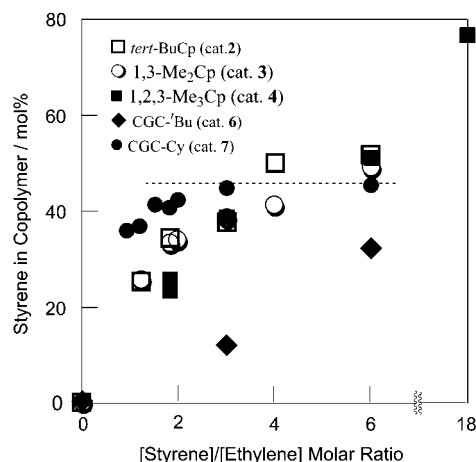 80
60
40
20
0
Styrene in Copolymer / mol%
tert-BuCp (cat.2)
1,3-Me₂Cp (cat. 3)
1,2,3-Me₃Cp (cat. 4)
CGC-ᵗBu (cat. 6)
CGC-Cy (cat. 7)
0 2 4 6 18
[Styrene]/[Ethylene] Molar Ratio